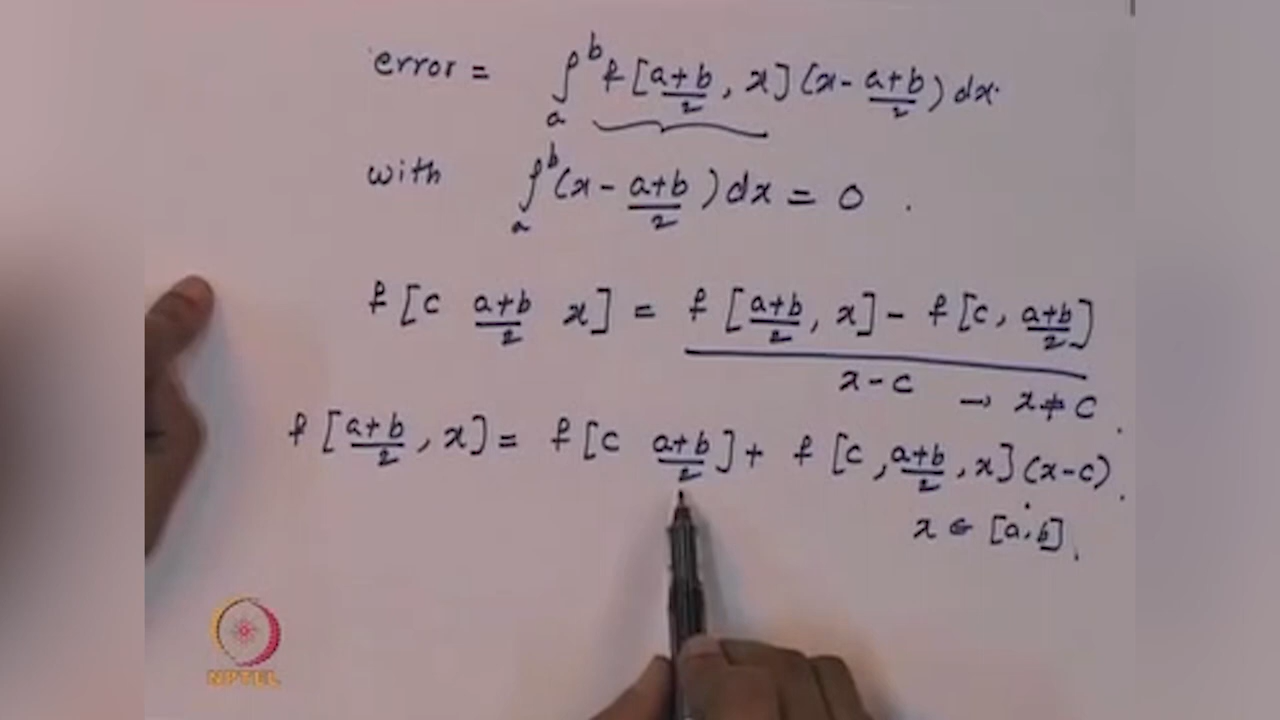 error = ∫_a^b f[(a+b)/2, x](x - (a+b)/2) dx.
with ∫_a^b (x - (a+b)/2) dx = 0 .
f[c (a+b)/2 x] = (f[(a+b)/2, x] - f[c, (a+b)/2]) / (x - c) → x ≠ c.
f[(a+b)/2, x] = f[c (a+b)/2] + f[c, (a+b)/2, x](x-c).
x ∈ [a,b].
NPTEL